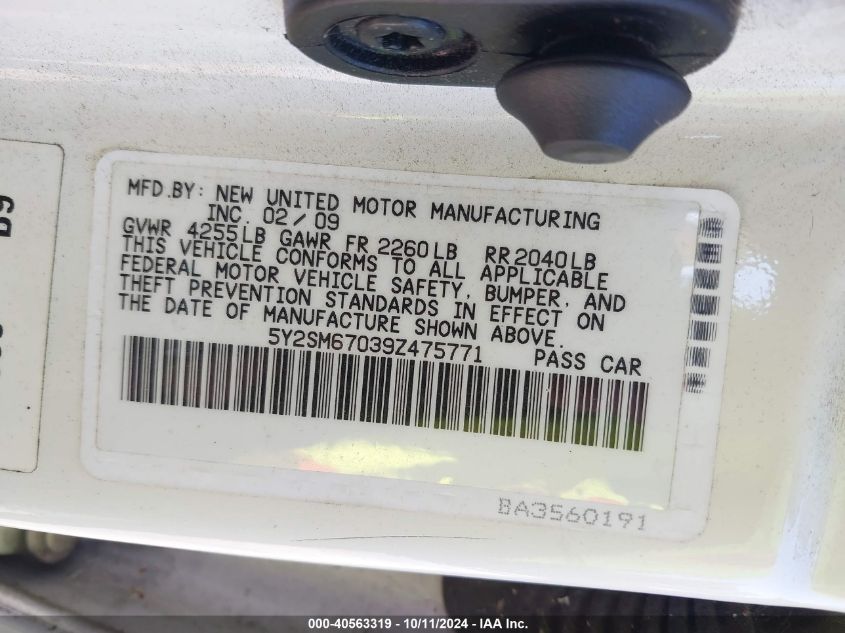 MFD.BY: NEW UNITED MOTOR MANUFACTURING
INC. 02/09
GVWR 4255LB GAWR FR 2260LB RR2040LB
THIS VEHICLE CONFORMS TO ALL APPLICABLE
FEDERAL MOTOR VEHICLE SAFETY, BUMPER, AND
THEFT PREVENTION STANDARDS IN EFFECT ON
THE DATE OF MANUFACTURE SHOWN ABOVE.
5Y2SM67039Z475771 PASS CAR
BA3560191
000-40563319 - 10/11/2024 - IAA Inc.